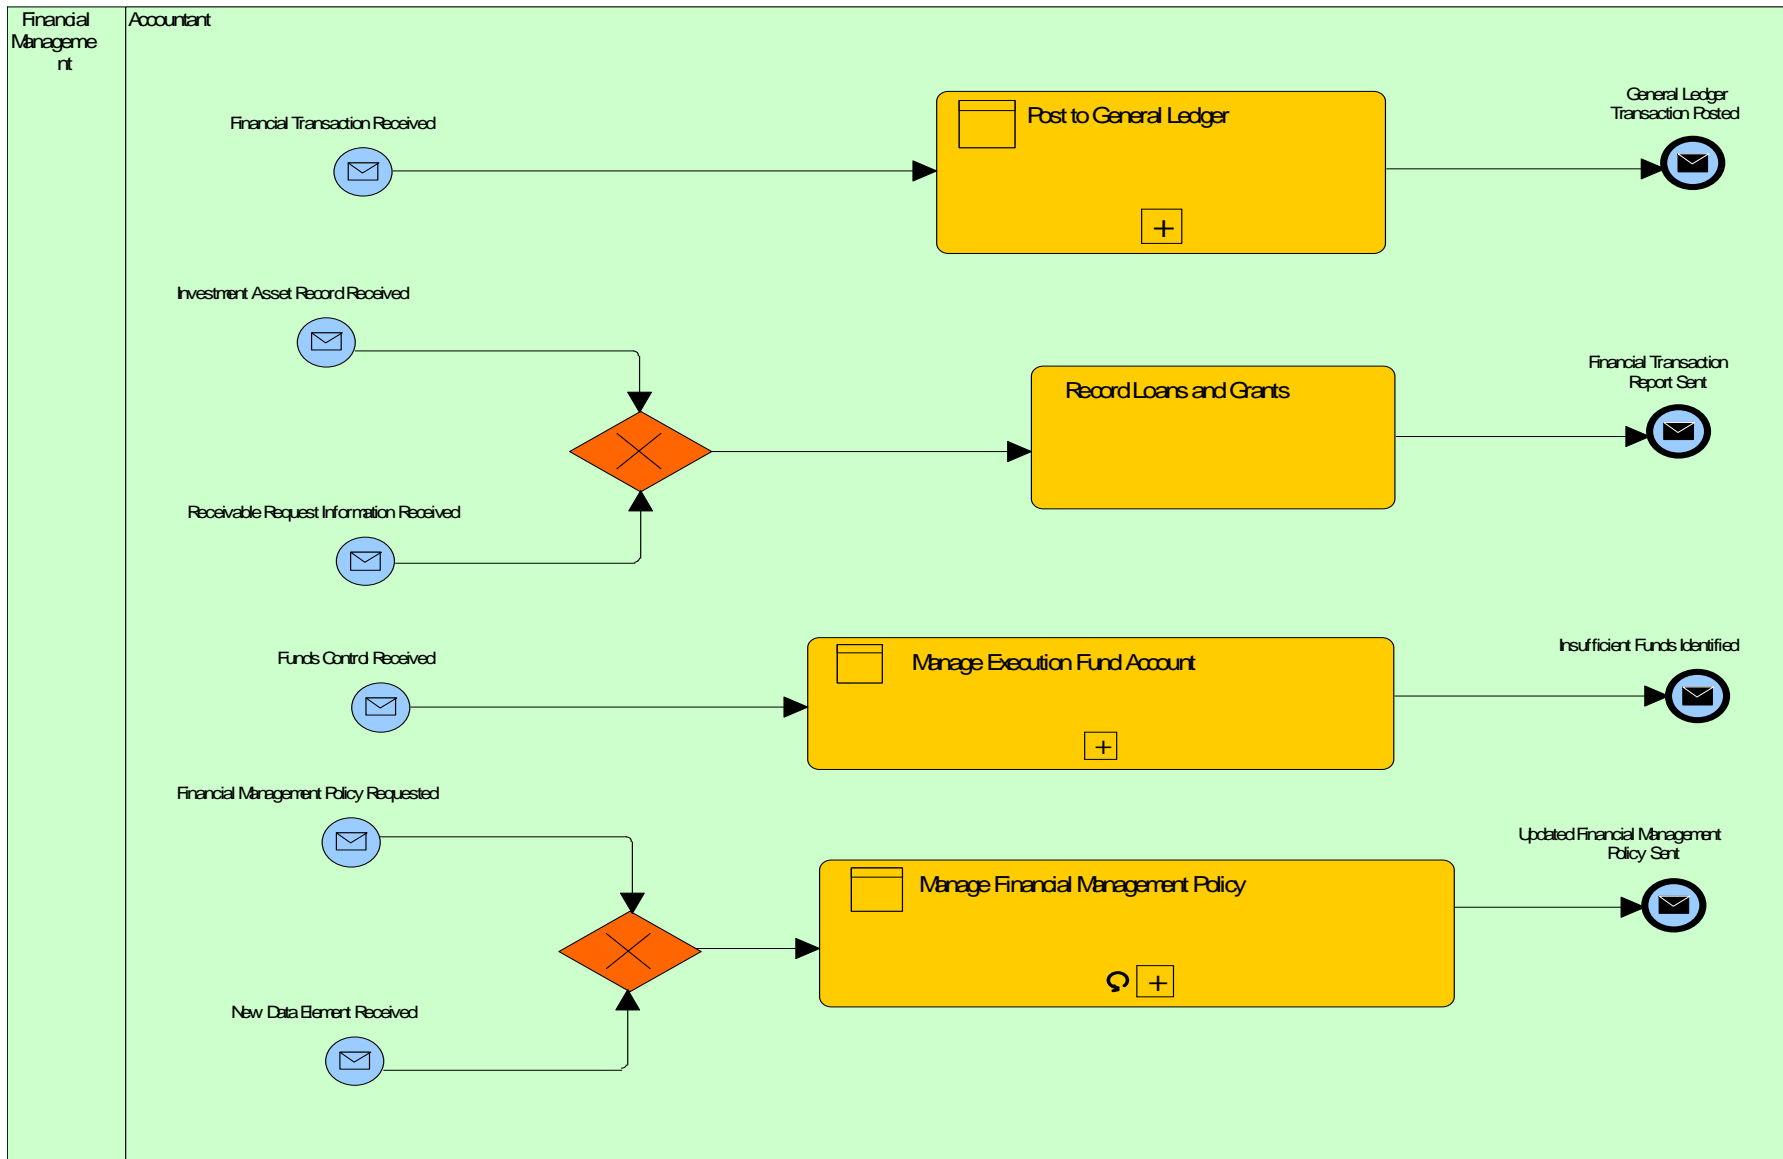 Financial
Manageme
nt
Accountant
Financial Transaction Received
Post to General Ledger
General Ledger
Transaction Posted
Investment Asset Record Received
Record Loans and Grants
Financial Transaction
Report Sent
Receivable Request Information Received
Funds Control Received
Manage Execution Fund Account
Insufficient Funds Identified
Financial Management Policy Requested
Manage Financial Management Policy
Updated Financial Management
Policy Sent
New Data Element Received